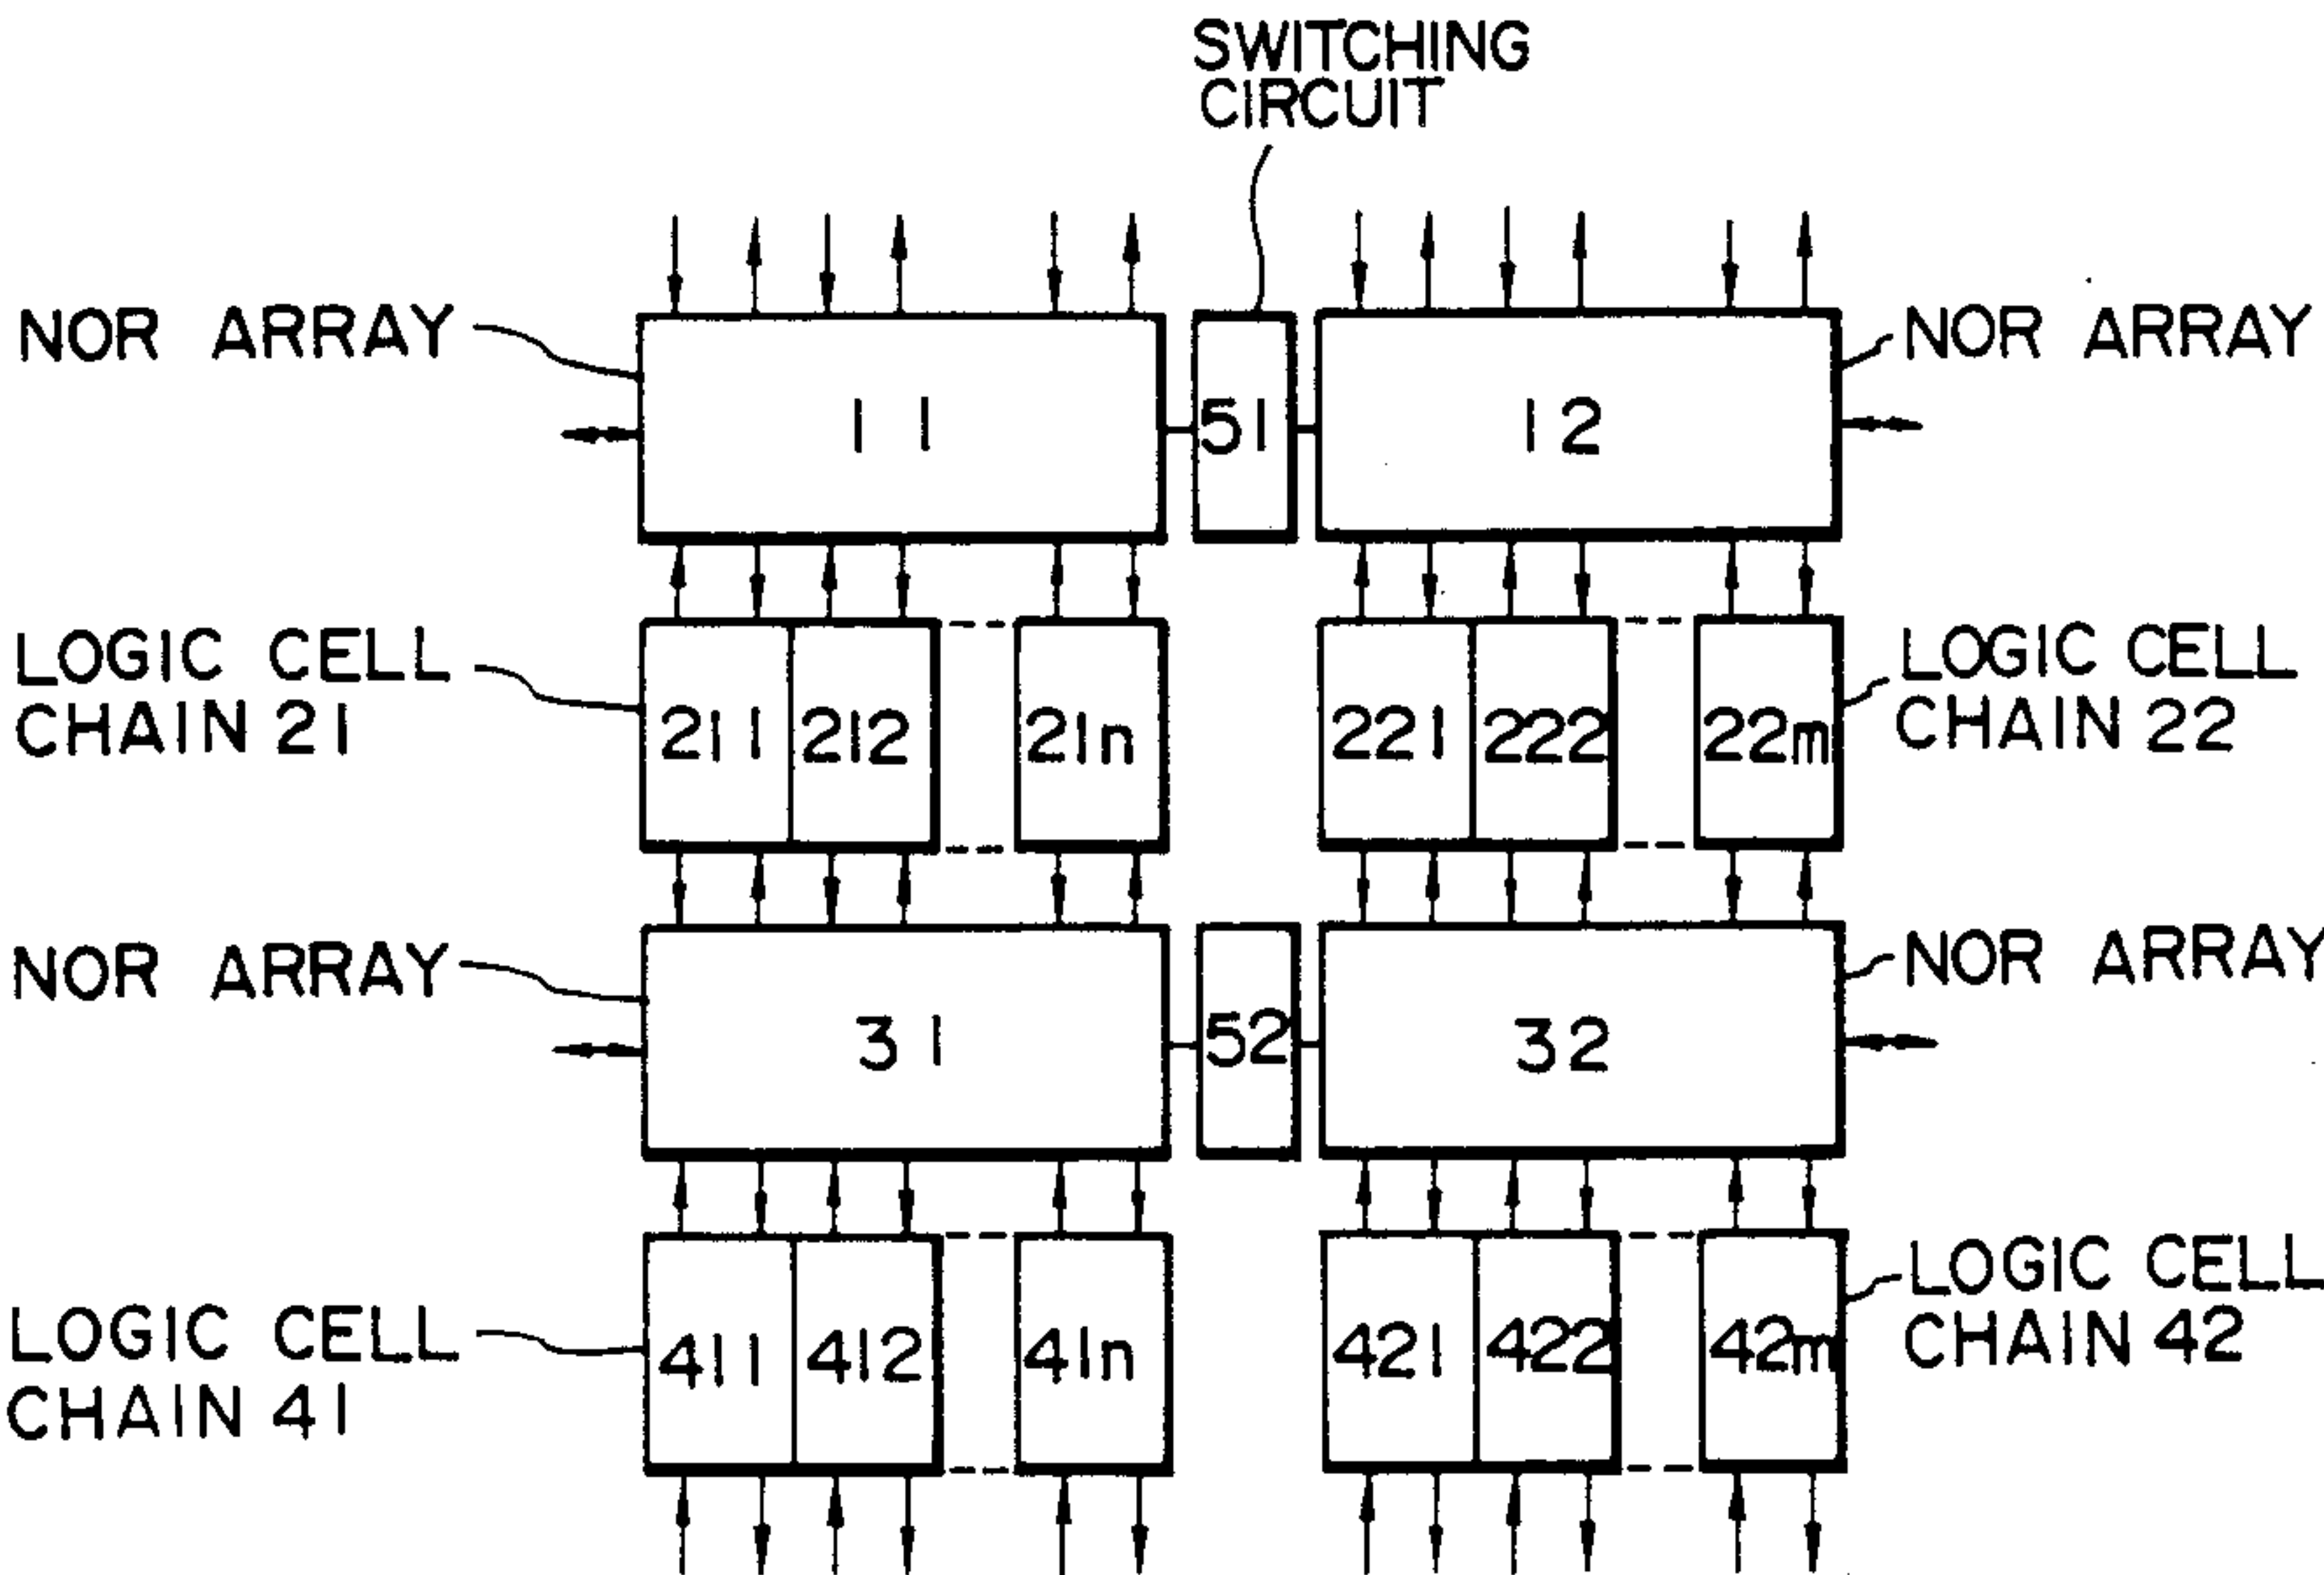 SWITCHING
CIRCUIT
NOR ARRAY
11
51
12
NOR ARRAY
LOGIC CELL
CHAIN 21
211
212
21n
221
222
22m
LOGIC CELL
CHAIN 22
NOR ARRAY
31
52
32
NOR ARRAY
LOGIC CELL
CHAIN 41
411
412
41n
421
422
42m
LOGIC CELL
CHAIN 42